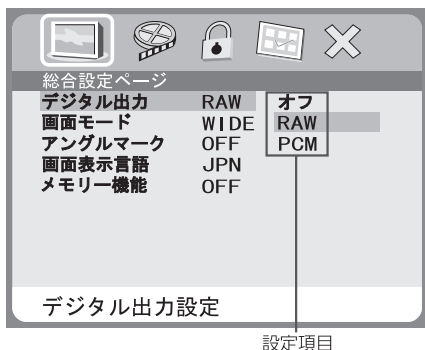 総合設定ページ
デジタル出力 RAW オフ
画面モード WIDE RAW
アングルマーク OFF PCM
画面表示言語 JPN
メモリー機能 OFF
デジタル出力設定
設定項目